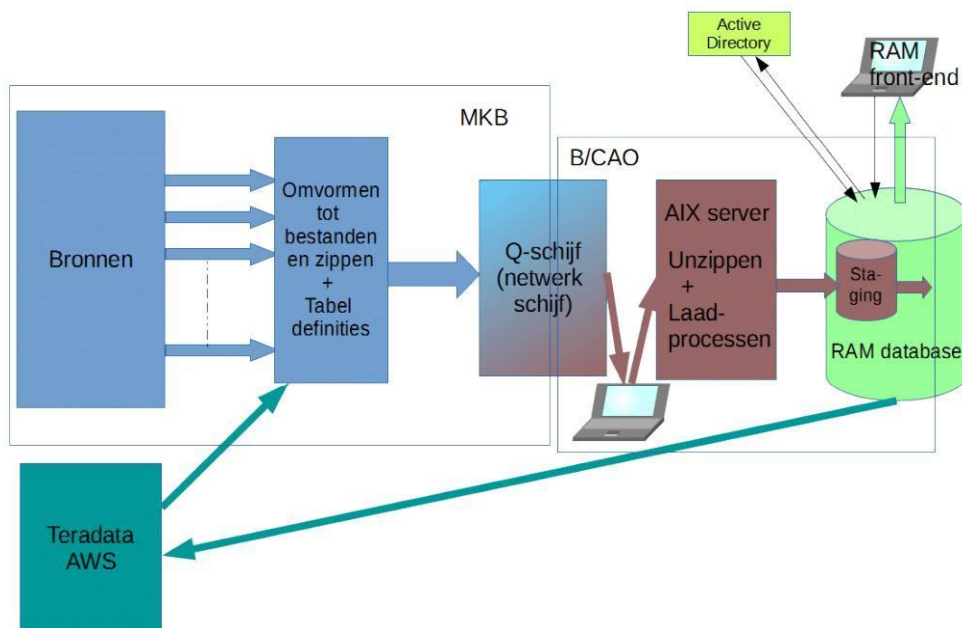 Active
Directory
RAM
front-end
MKB
B/CAO
Bronnen
Omvormen
tot
bestanden
en zippen
+
Tabel
definities
Q-schijf
(netwerk
schijf)
AIX server
Unzippen
+
Laad-
processen
Sta-
ging
RAM database
Teradata
AWS